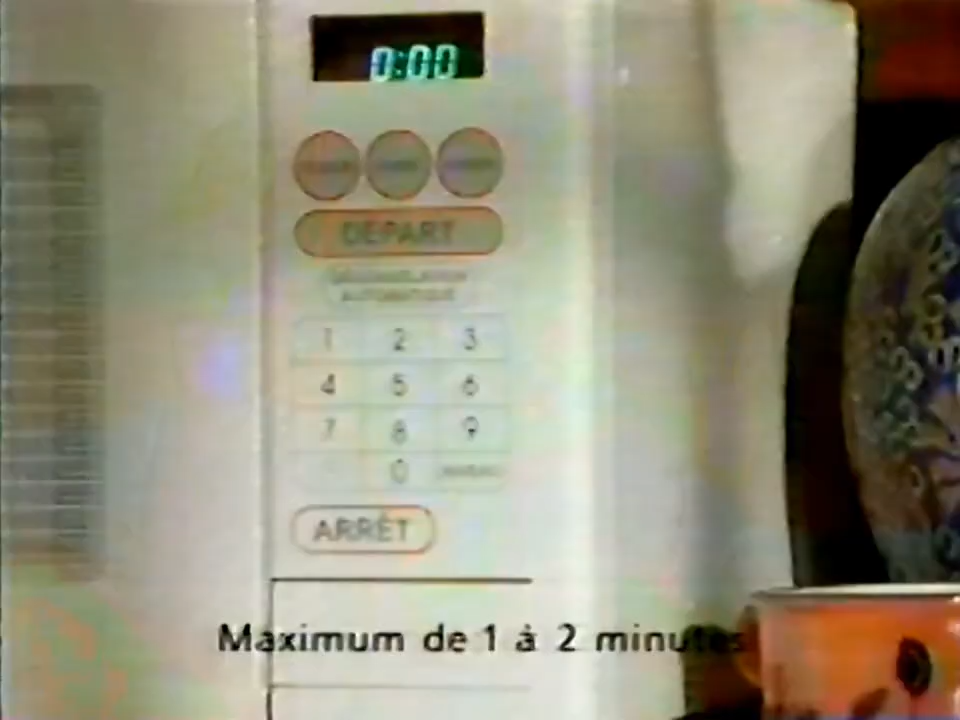 0:00
DÉPART
AUTOMATIQUE
1 2 3
4 5 6
7 8 9
0
ARRÊT
Maximum de 1 à 2 minutes